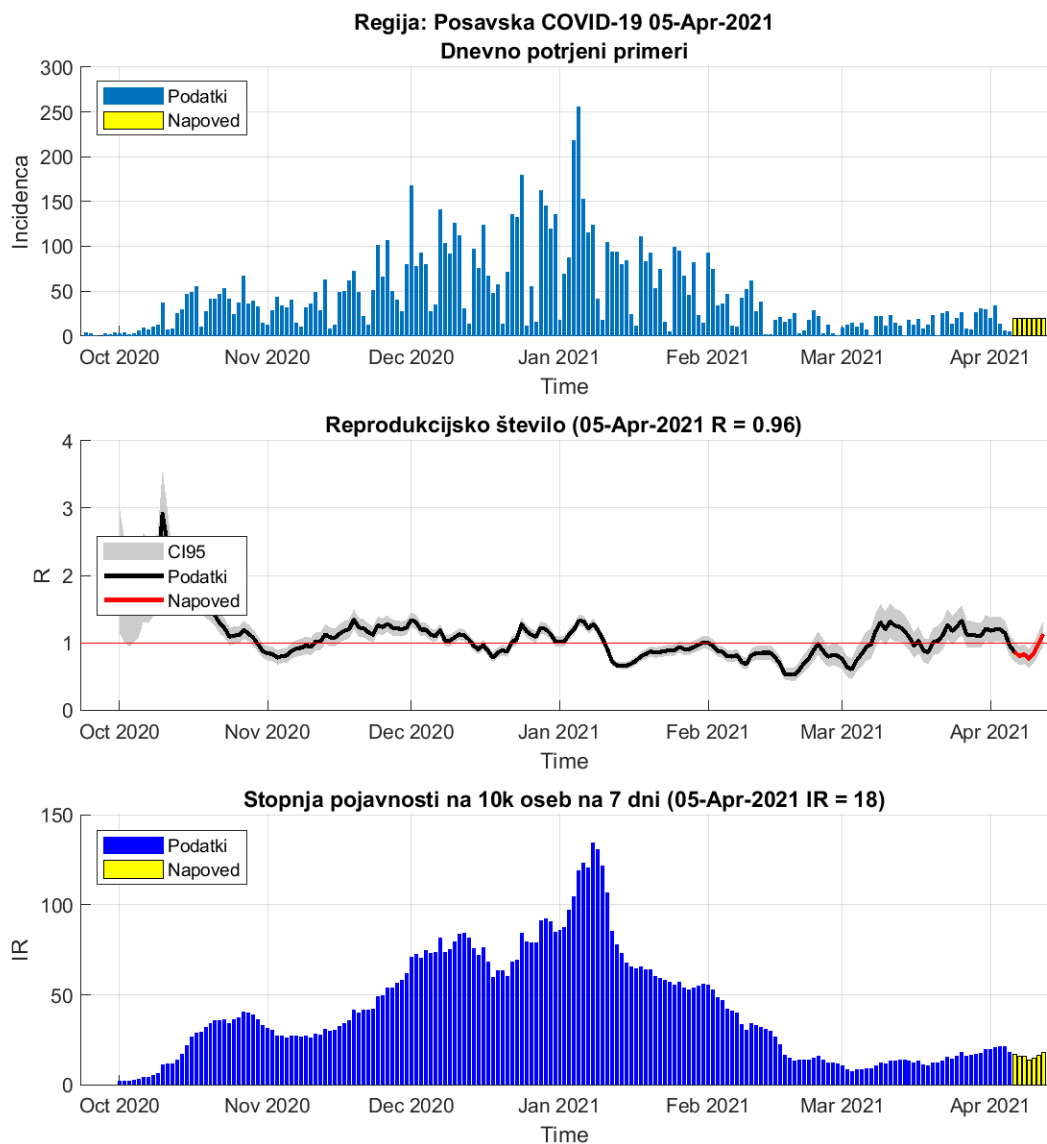 Regija: Posavska COVID-19 05-Apr-2021
Dnevno potrjeni primeri
300
250
200
150
100
50
0
Incidenca
Podatki
Napoved
Oct 2020 Nov 2020 Dec 2020 Jan 2021 Feb 2021 Mar 2021 Apr 2021
Time
Reprodukcijsko število (05-Apr-2021 R = 0.96)
4
3
2
1
0
R
CI95
Podatki
Napoved
Oct 2020 Nov 2020 Dec 2020 Jan 2021 Feb 2021 Mar 2021 Apr 2021
Time
Stopnja pojavnosti na 10k oseb na 7 dni (05-Apr-2021 IR = 18)
150
100
50
0
IR
Podatki
Napoved
Oct 2020 Nov 2020 Dec 2020 Jan 2021 Feb 2021 Mar 2021 Apr 2021
Time